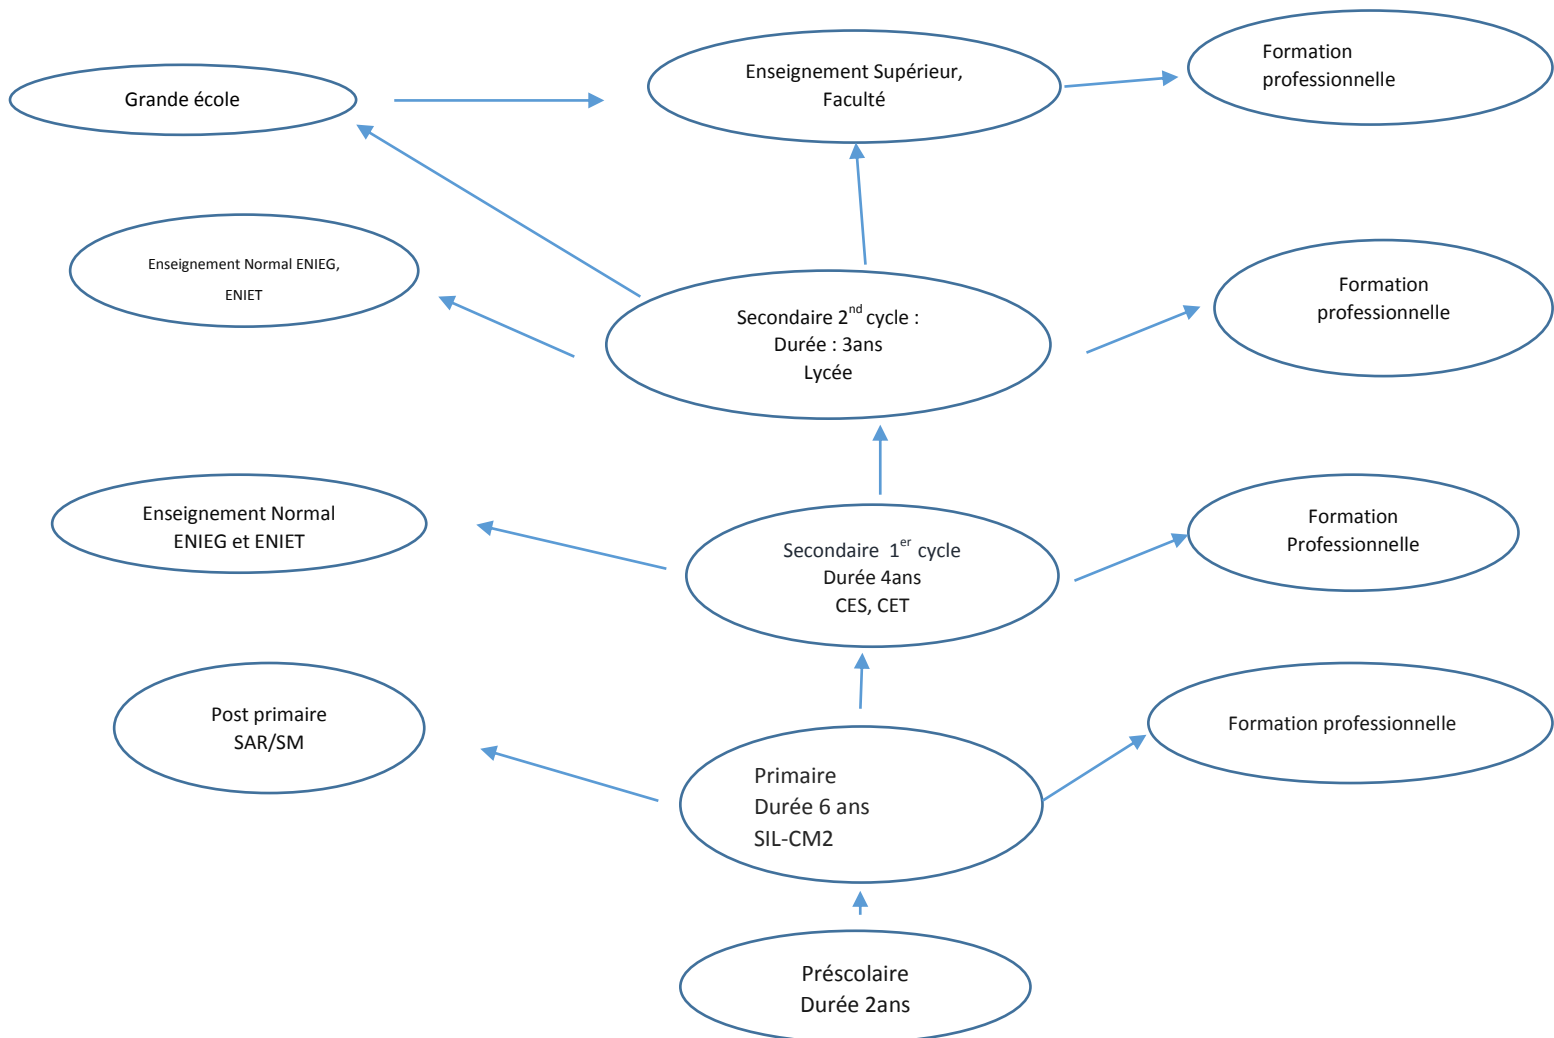 Grande école
Enseignement Supérieur,
Faculté
Formation
professionnelle
Enseignement Normal ENIEG,
ENIET
Secondaire 2nd cycle :
Durée : 3ans
Lycée
Formation
professionnelle
Enseignement Normal
ENIEG et ENIET
Secondaire 1er cycle
Durée 4ans
CES, CET
Formation
Professionnelle
Post primaire
SAR/SM
Primaire
Durée 6 ans
SIL-CM2
Formation professionnelle
Préscolaire
Durée 2ans